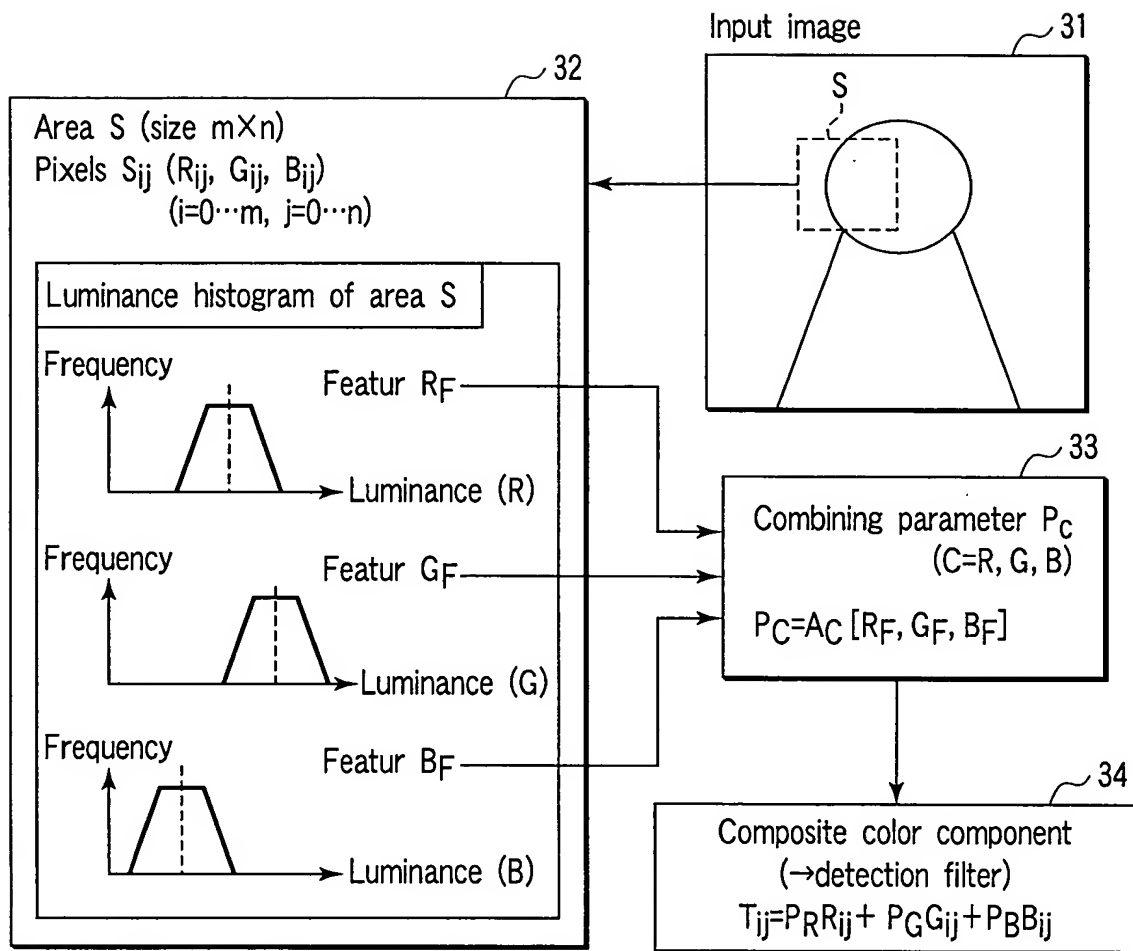 Input image
31
S
32
Area S (size m×n)
Pixels Sij (Rij, Gij, Bij)
(i=0···m, j=0···n)
Luminance histogram of area S
Frequency
Featur RF
Luminance (R)
Frequency
Featur GF
Luminance (G)
Frequency
Featur BF
Luminance (B)
33
Combining parameter Pc
(C=R, G, B)
PC=AC [RF, GF, BF]
34
Composite color component
(→detection filter)
Tij=PRRij+ PGGij+PBBij